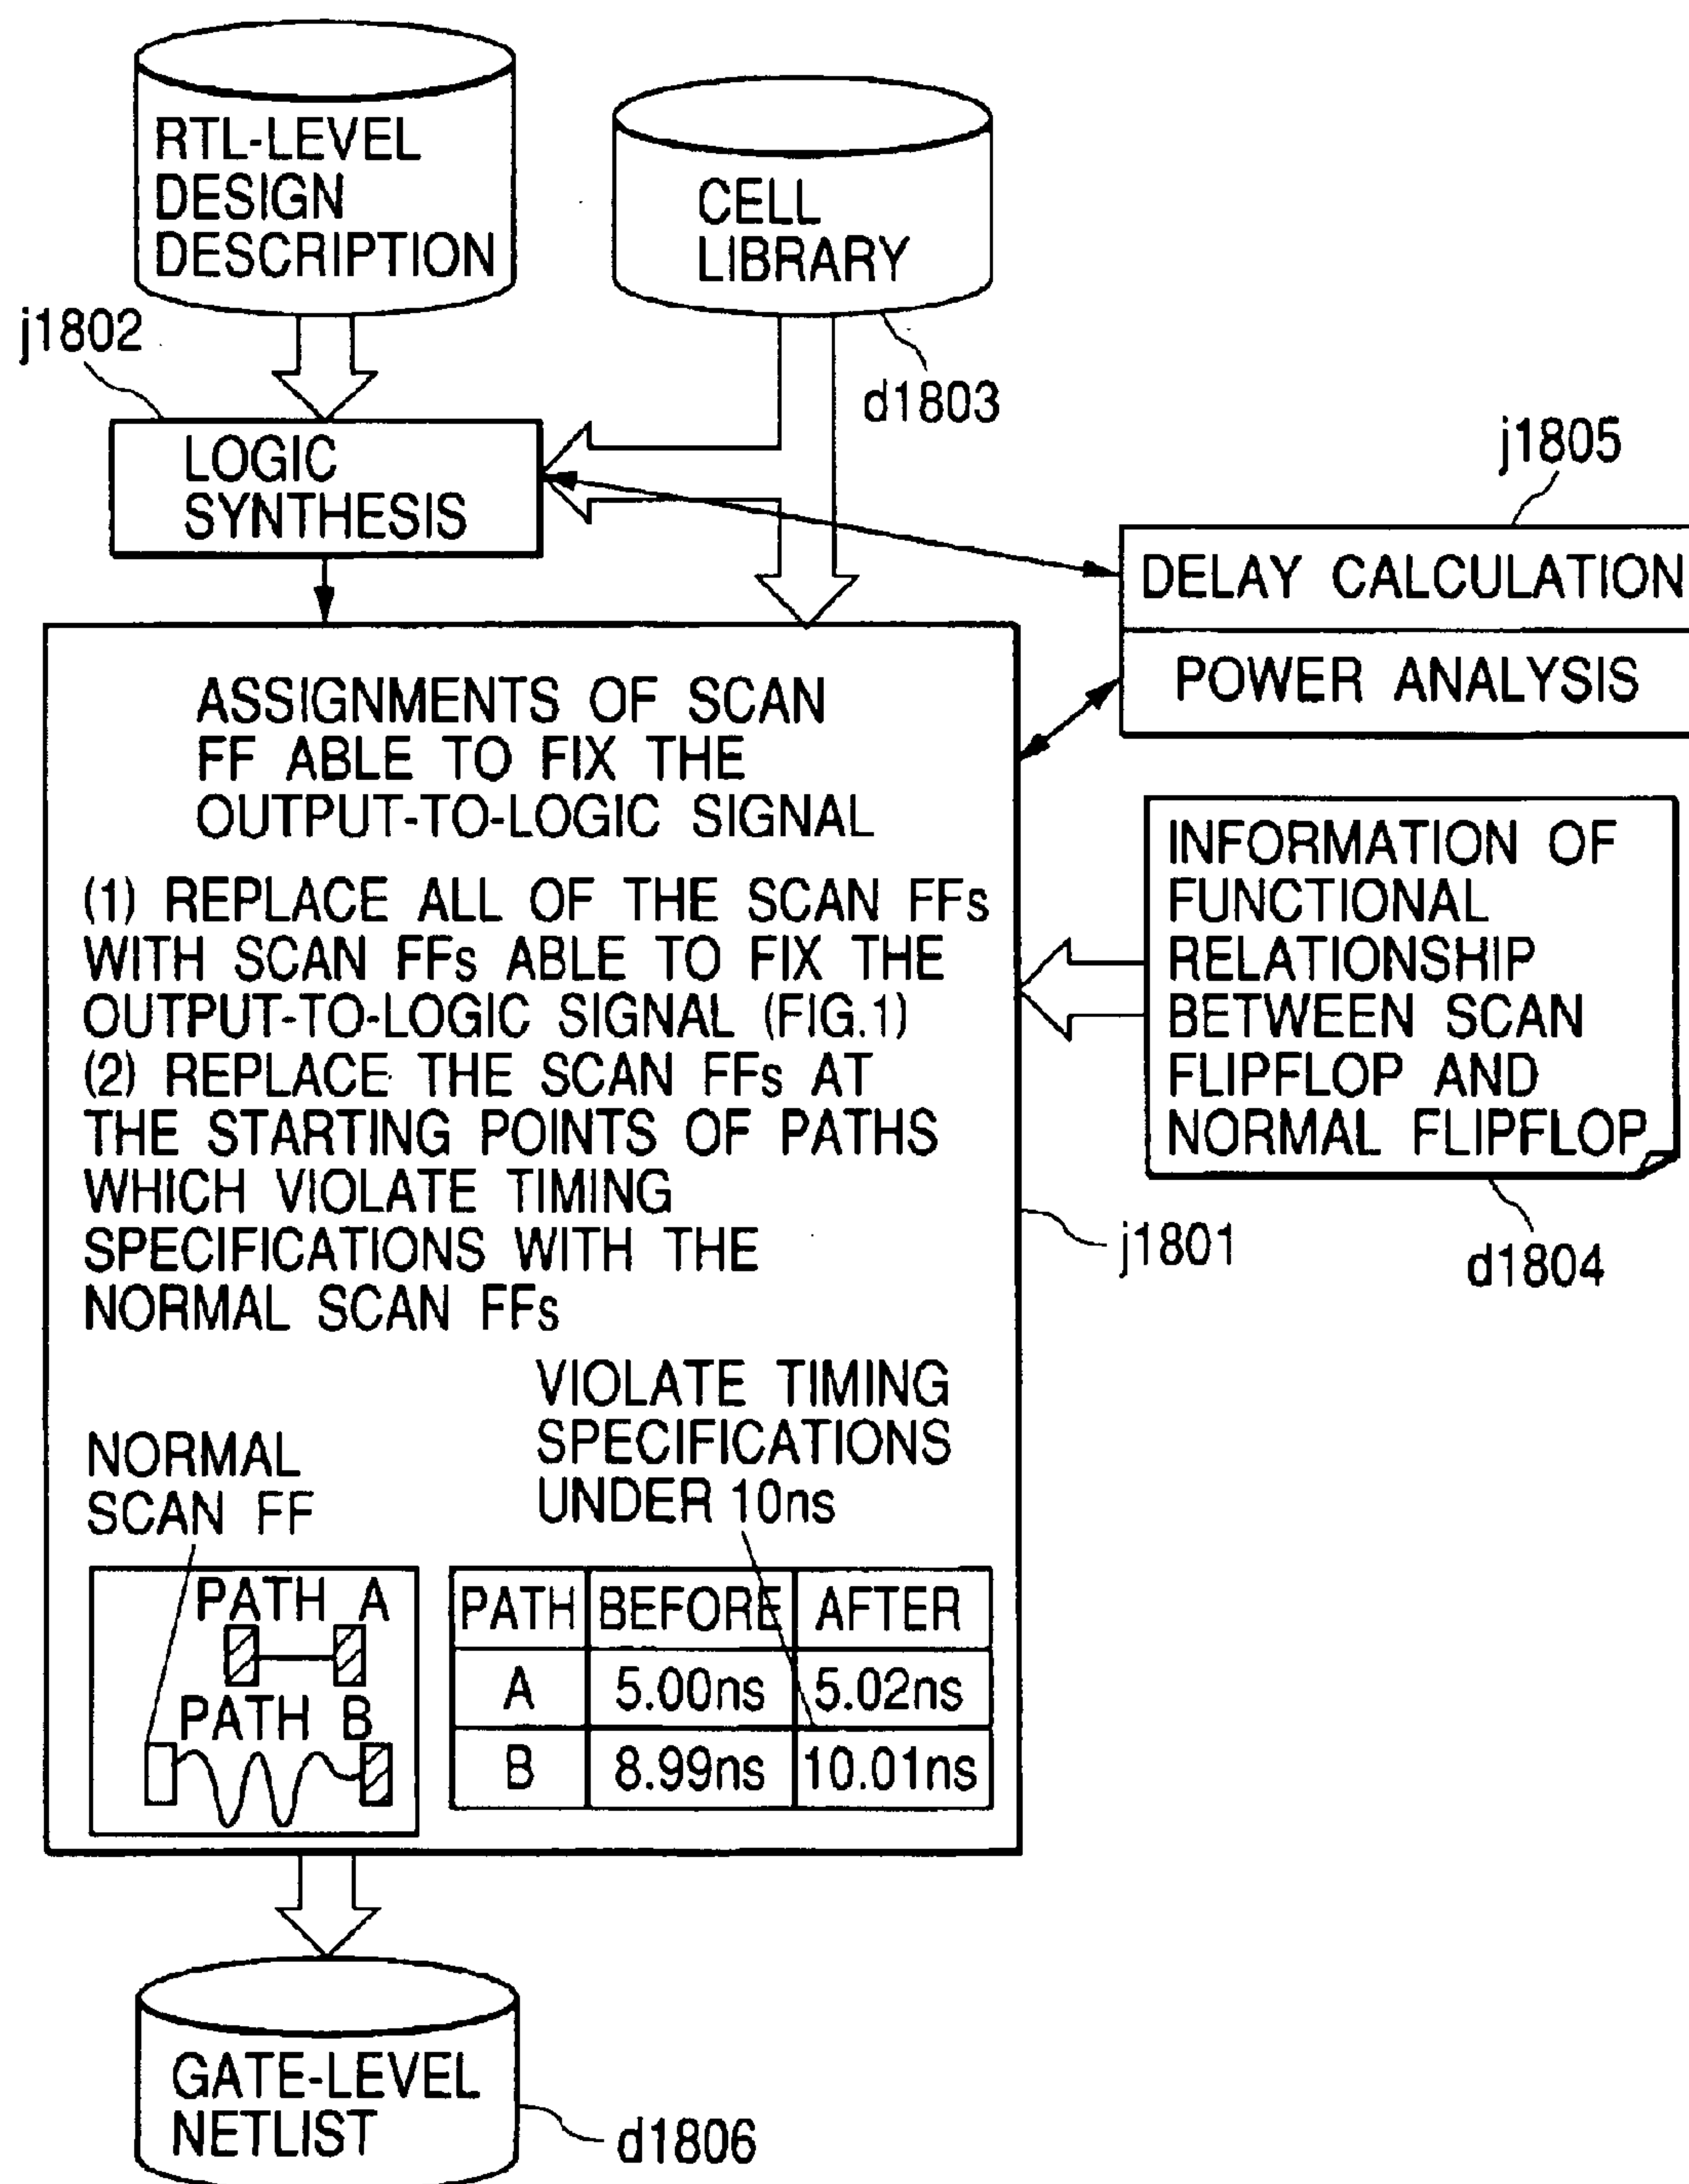 RTL-LEVEL
DESIGN
DESCRIPTION
CELL
LIBRARY
j1802
d1803
LOGIC
SYNTHESIS
j1805
DELAY CALCULATION
POWER ANALYSIS
ASSIGNMENTS OF SCAN
FF ABLE TO FIX THE
OUTPUT-TO-LOGIC SIGNAL
(1) REPLACE ALL OF THE SCAN FFs
WITH SCAN FFs ABLE TO FIX THE
OUTPUT-TO-LOGIC SIGNAL (FIG.1)
(2) REPLACE THE SCAN FFs AT
THE STARTING POINTS OF PATHS
WHICH VIOLATE TIMING
SPECIFICATIONS WITH THE
NORMAL SCAN FFs
INFORMATION OF
FUNCTIONAL
RELATIONSHIP
BETWEEN SCAN
FLIPFLOP AND
NORMAL FLIPFLOP
j1801
d1804
NORMAL
SCAN FF
VIOLATE TIMING
SPECIFICATIONS
UNDER 10ns
PATH A
PATH B
PATH BEFORE AFTER
A 5.00ns 5.02ns
B 8.99ns 10.01ns
GATE-LEVEL
NETLIST
d1806